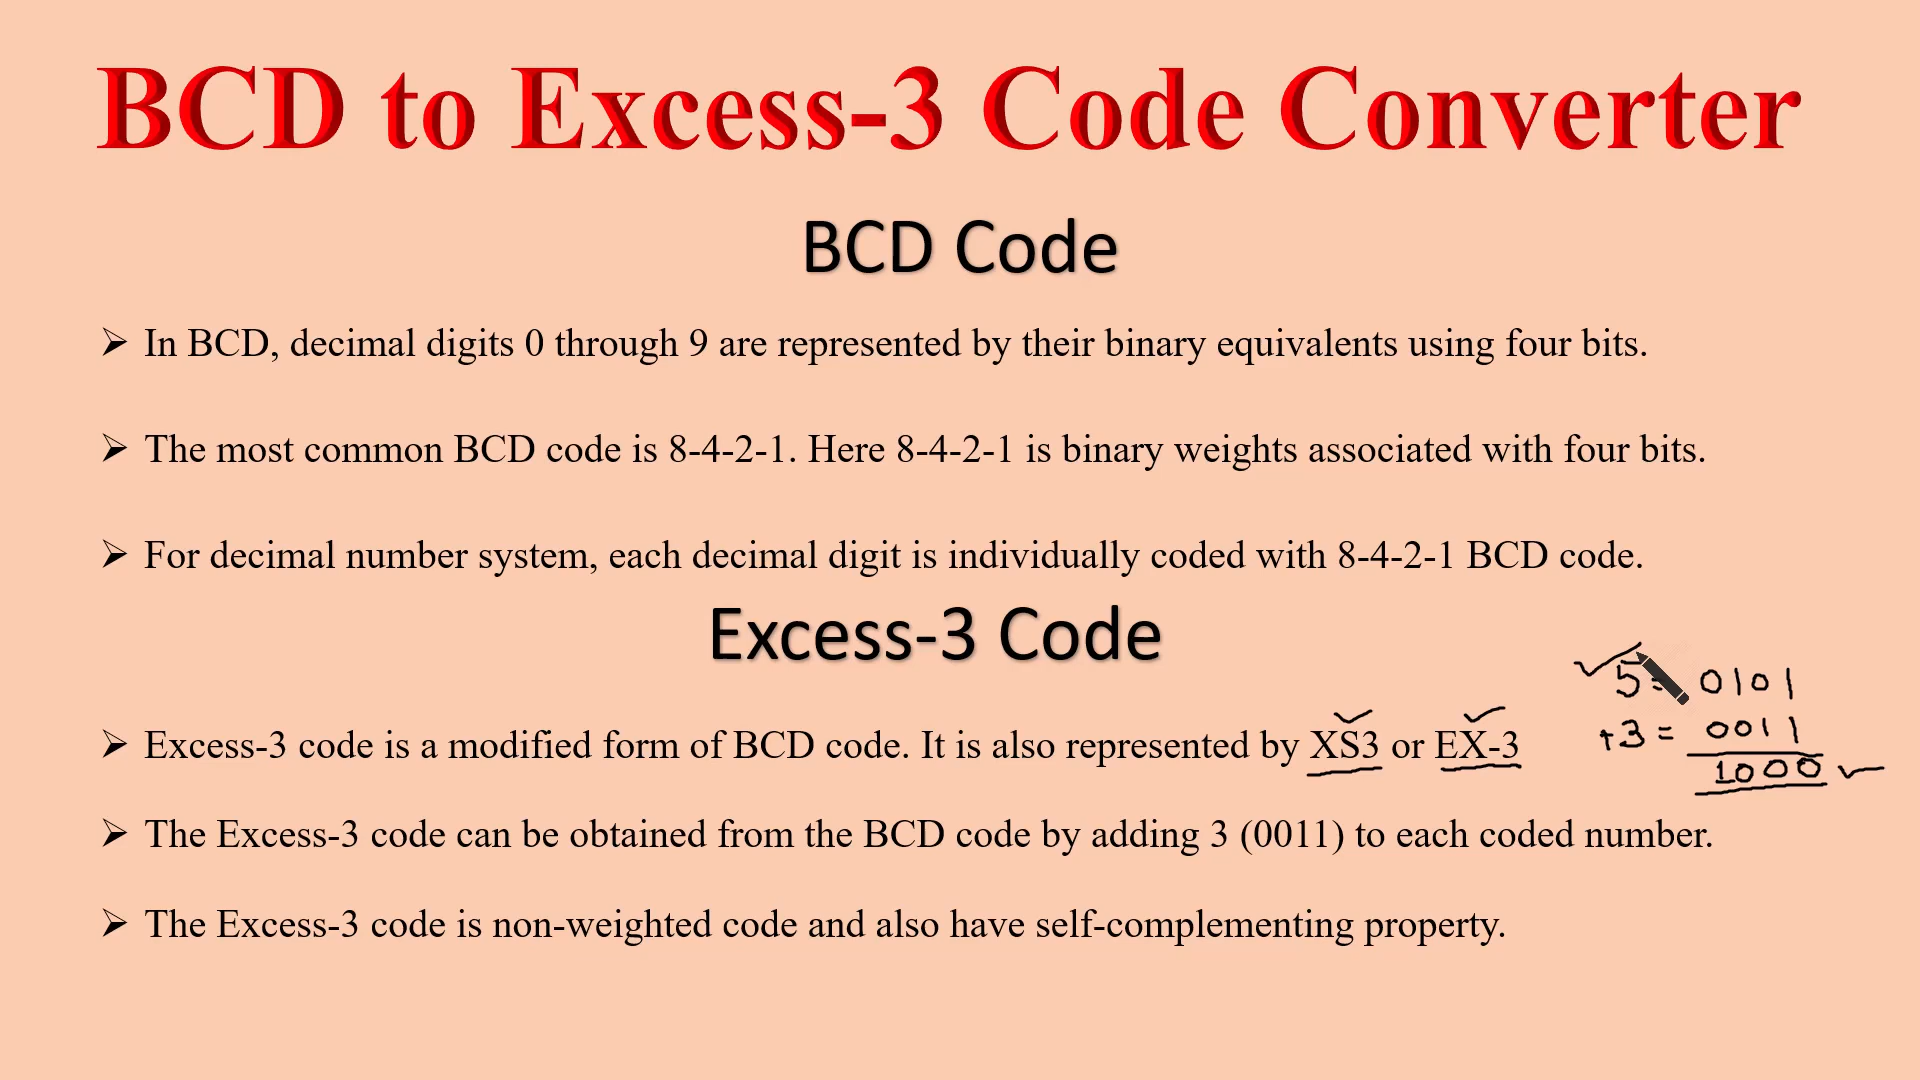 BCD to Excess-3 Code Converter
BCD Code
➢ In BCD, decimal digits 0 through 9 are represented by their binary equivalents using four bits.
➢ The most common BCD code is 8-4-2-1. Here 8-4-2-1 is binary weights associated with four bits.
➢ For decimal number system, each decimal digit is individually coded with 8-4-2-1 BCD code.
Excess-3 Code
5 = 0101
+3 = 0011
1000
➢ Excess-3 code is a modified form of BCD code. It is also represented by XS3 or EX-3
➢ The Excess-3 code can be obtained from the BCD code by adding 3 (0011) to each coded number.
➢ The Excess-3 code is non-weighted code and also have self-complementing property.